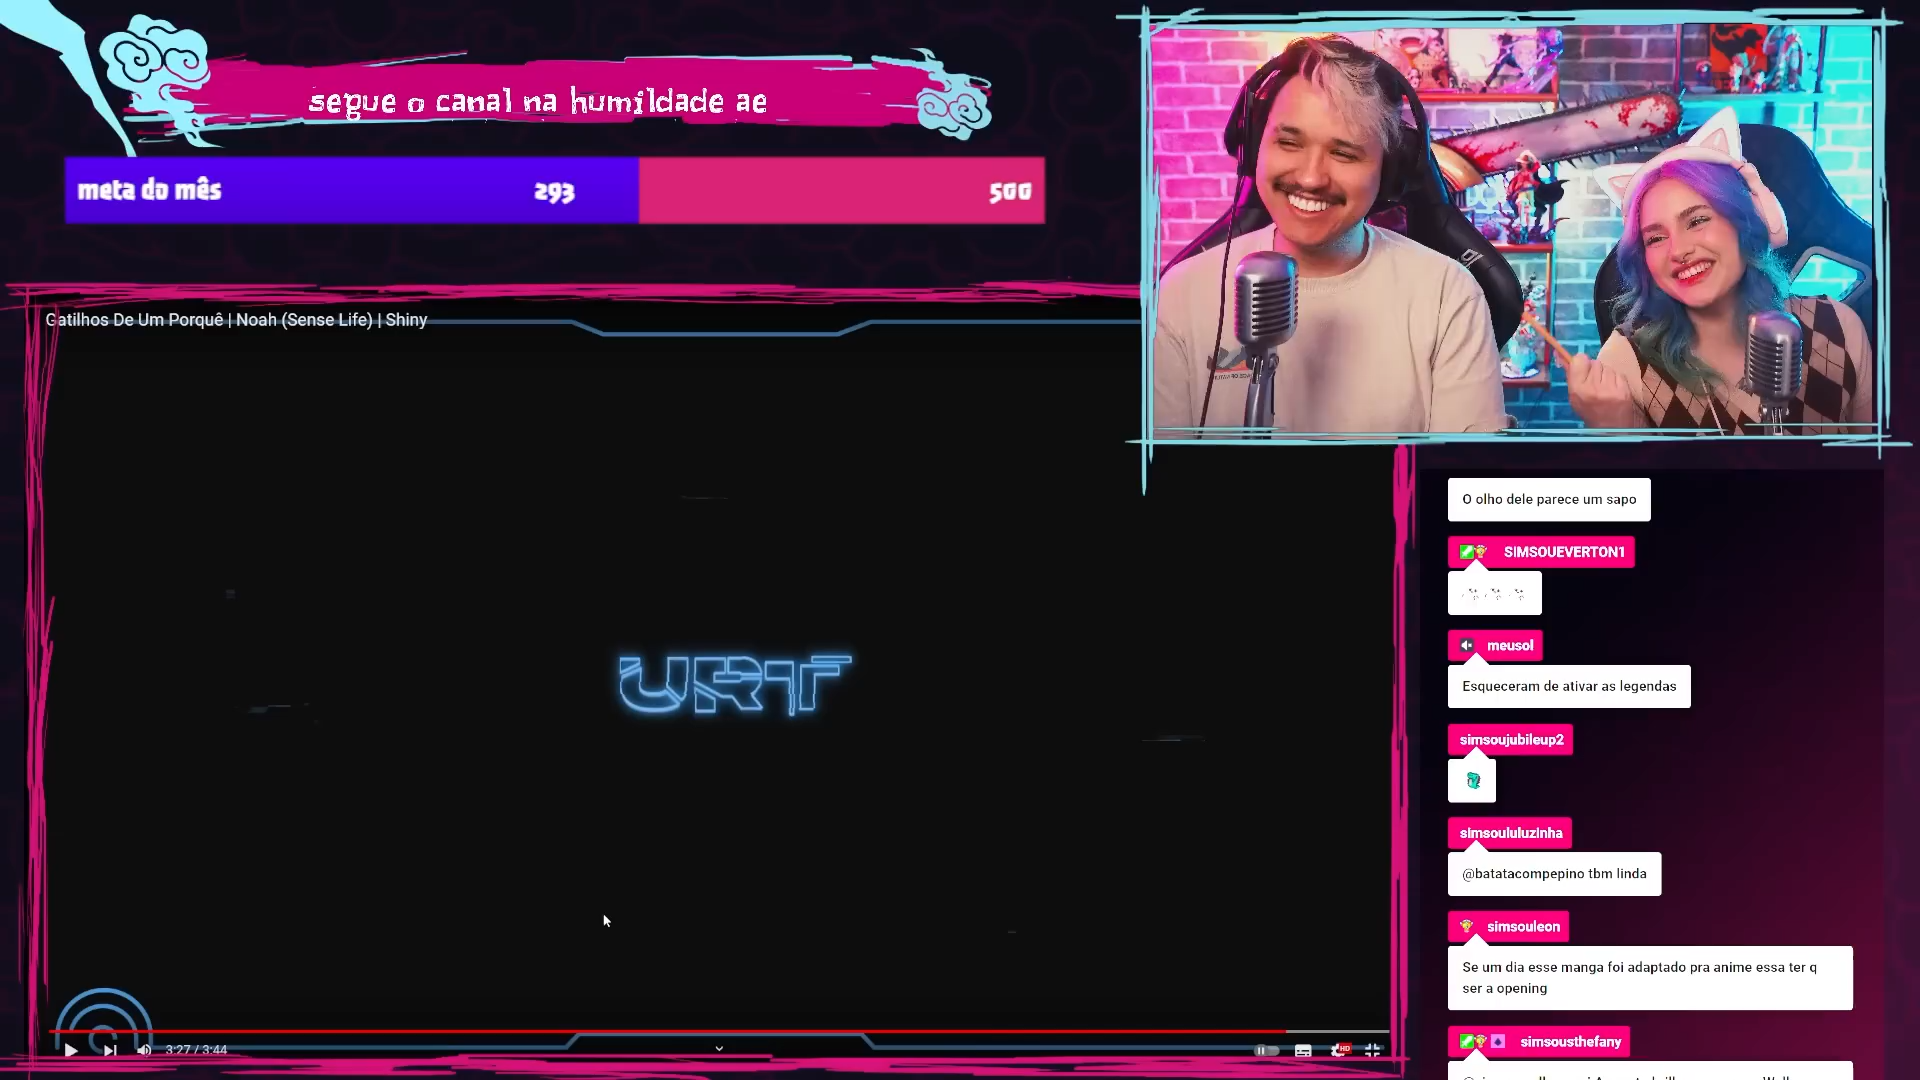 segue o canal na humildade ae
meta do mês 293 500
Gatilhos De Um Porquê | Noah (Sense Life) | Shiny
URT
3:27 / 3:44
HD
O olho dele parece um sapo
SIMSOUEVERTON1
meusol
Esqueceram de ativar as legendas
simsoujubileup2
simsoululuzinha
@batatacompepino tbm linda
simsouleon
Se um dia esse manga foi adaptado pra anime essa ter q
ser a opening
simsousthefany